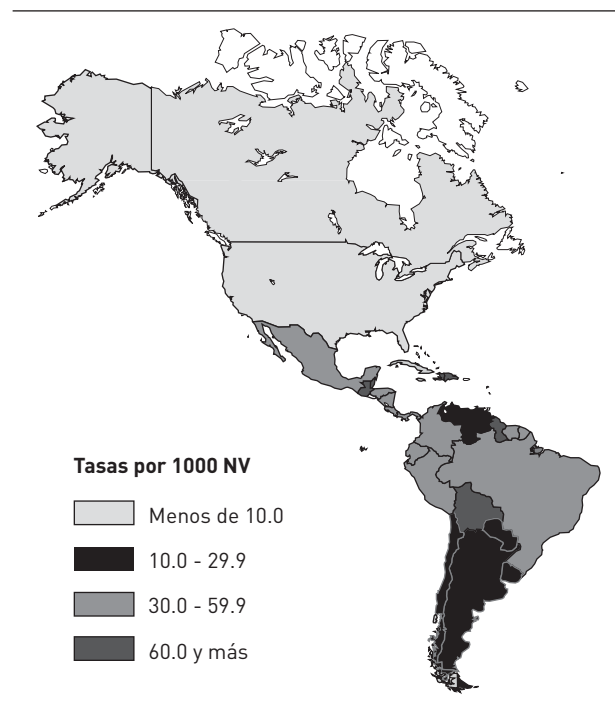 Tasas por 1000 NV
Menos de 10.0
10.0 - 29.9
30.0 - 59.9
60.0 y más